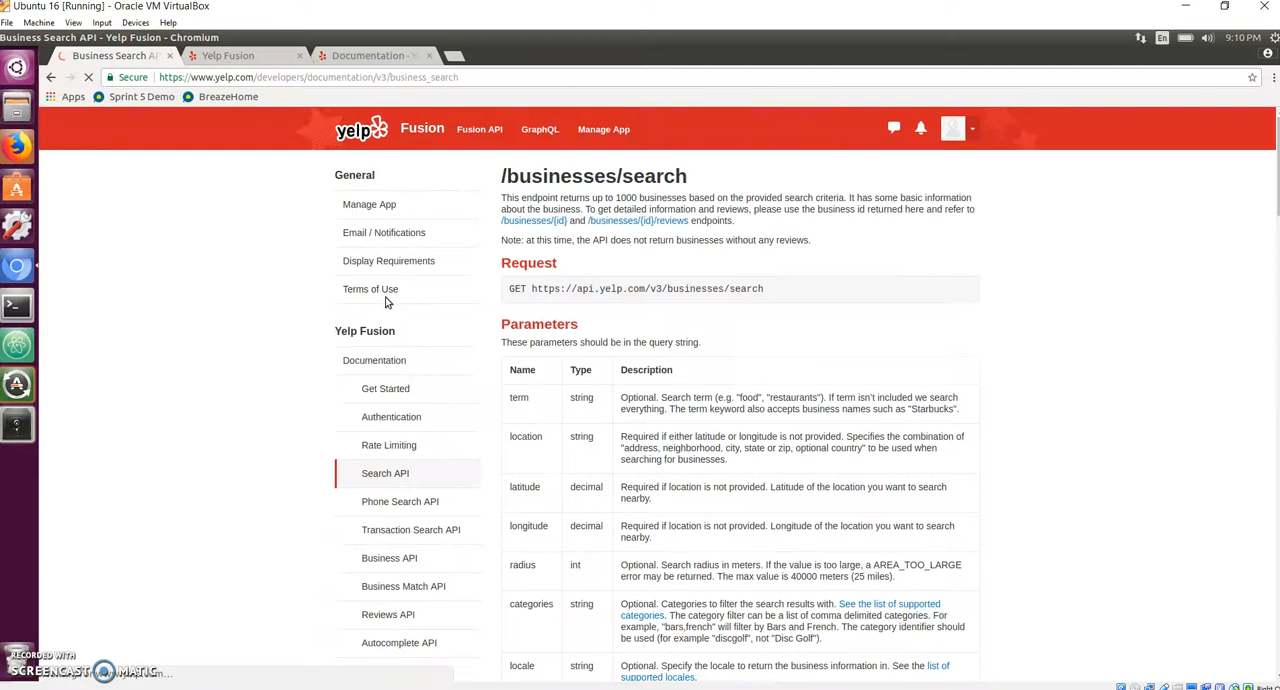 Ubuntu 16 [Running] - Oracle VM VirtualBox
File Machine View Input Devices Help
Business Search API - Yelp Fusion - Chromium
En 9:10 PM
Business Search AP
Yelp Fusion
Documentation - Y
Secure https://www.yelp.com/developers/documentation/v3/business_search
Apps Sprint 5 Demo BreazeHome
yelp Fusion Fusion API GraphQL Manage App
General
Manage App
Email / Notifications
Display Requirements
Terms of Use
Yelp Fusion
Documentation
Get Started
Authentication
Rate Limiting
Search API
Phone Search API
Transaction Search API
Business API
Business Match API
Reviews API
Autocomplete API
/businesses/search
This endpoint returns up to 1000 businesses based on the provided search criteria. It has some basic information
about the business. To get detailed information and reviews, please use the business id returned here and refer to
/businesses/{id} and /businesses/{id}/reviews endpoints.
Note: at this time, the API does not return businesses without any reviews.
Request
GET https://api.yelp.com/v3/businesses/search
Parameters
These parameters should be in the query string.
Name Type Description
term string Optional. Search term (e.g. "food", "restaurants"). If term isn't included we search
everything. The term keyword also accepts business names such as "Starbucks".
location string Required if either latitude or longitude is not provided. Specifies the combination of
"address, neighborhood, city, state or zip, optional country" to be used when
searching for businesses.
latitude decimal Required if location is not provided. Latitude of the location you want to search
nearby.
longitude decimal Required if location is not provided. Longitude of the location you want to search
nearby.
radius int Optional. Search radius in meters. If the value is too large, a AREA_TOO_LARGE
error may be returned. The max value is 40000 meters (25 miles).
categories string Optional. Categories to filter the search results with. See the list of supported
categories. The category filter can be a list of comma delimited categories. For
example, "bars,french" will filter by Bars and French. The category identifier should
be used (for example "discgolf", not "Disc Golf").
locale string Optional. Specify the locale to return the business information in. See the list of
supported locales.
RECORDED WITH
SCREENCAST MATIC